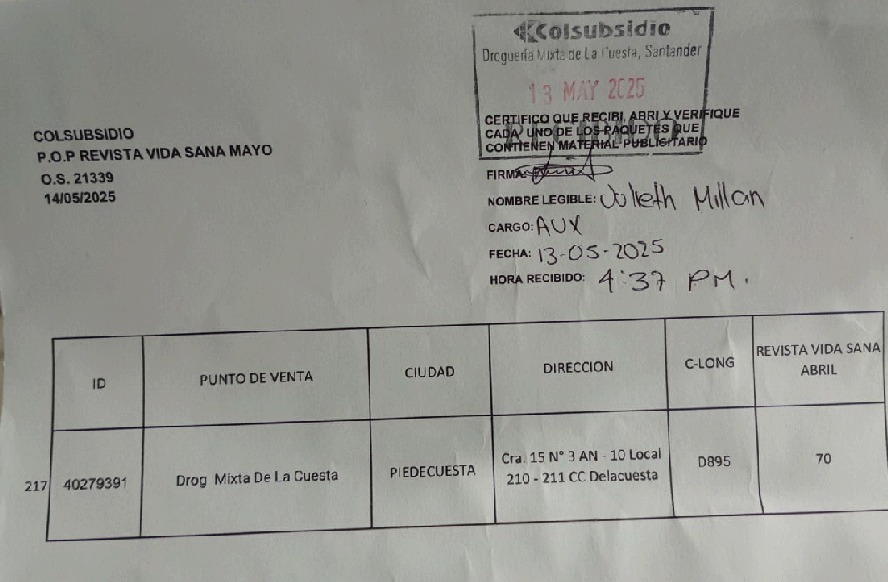 Colsubsidio
Droguería Mixta de La Cuesta, Santander
13 MAY 2025
CERTIFICO QUE RECIBI, ABRI Y VERIFIQUE
CADA UNO DE LOS PAQUETES QUE
CONTIENEN MATERIAL PUBLICITARIO
FIRMA:
NOMBRE LEGIBLE: Julieth Millan
CARGO: AUX
FECHA: 13-05-2025
HORA RECIBIDO: 4:37 PM.
COLSUBSIDIO
P.O.P REVISTA VIDA SANA MAYO
O.S. 21339
14/05/2025
ID PUNTO DE VENTA CIUDAD DIRECCION C-LONG REVISTA VIDA SANA
ABRIL
217 40279391 Drog Mixta De La Cuesta PIEDECUESTA Cra. 15 N° 3 AN - 10 Local
210 - 211 CC Delacuesta D895 70